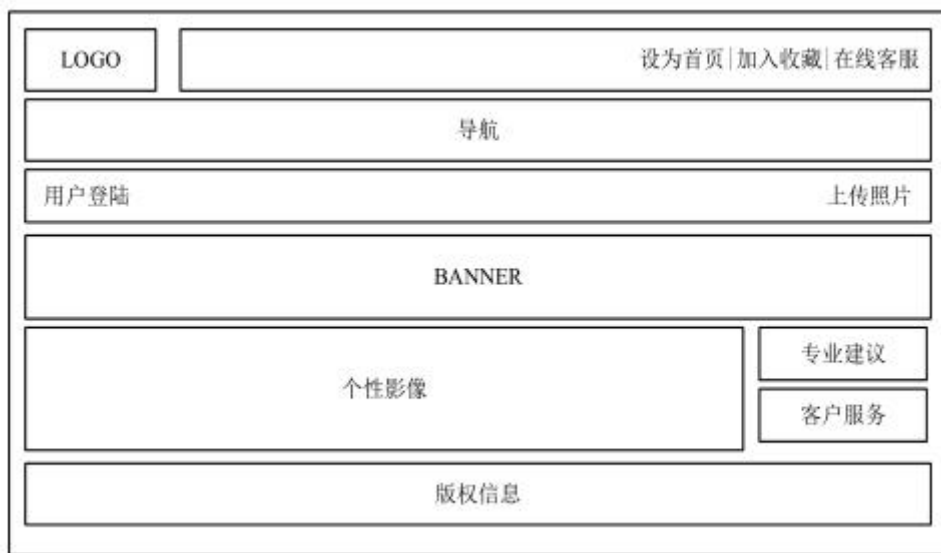 LOGO
设为首页|加入收藏|在线客服
导航
用户登陆
上传照片
BANNER
个性影像
专业建议
客户服务
版权信息